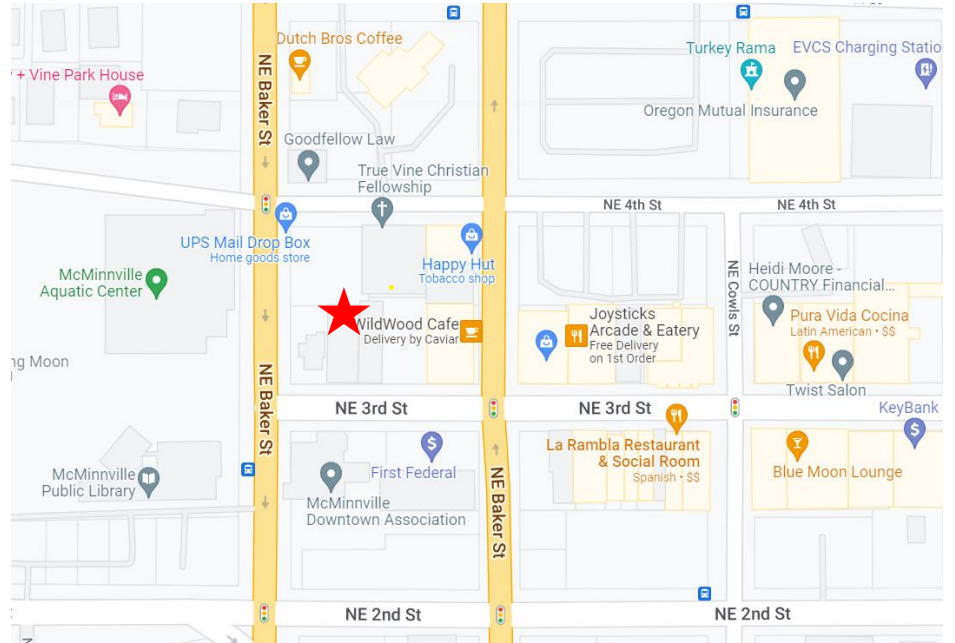 Dutch Bros Coffee
Turkey Rama
EVCS Charging Statio
+ Vine Park House
Oregon Mutual Insurance
NE Baker St
Goodfellow Law
True Vine Christian
Fellowship
NE 4th St
NE 4th St
UPS Mail Drop Box
Home goods store
Happy Hut
Tobacco shop
McMinnville
Aquatic Center
NE Cowls St
Heidi Moore -
COUNTRY Financial...
Joysticks
Arcade & Eatery
Free Delivery
on 1st Order
Pura Vida Cocina
Latin American • $$
WildWood Cafe
Delivery by Caviar
ng Moon
NE Baker St
Twist Salon
NE 3rd St
NE 3rd St
KeyBank
La Rambla Restaurant
& Social Room
Spanish • $$
First Federal
Blue Moon Lounge
McMinnville
Public Library
McMinnville
Downtown Association
NE Baker St
NE 2nd St
NE 2nd St